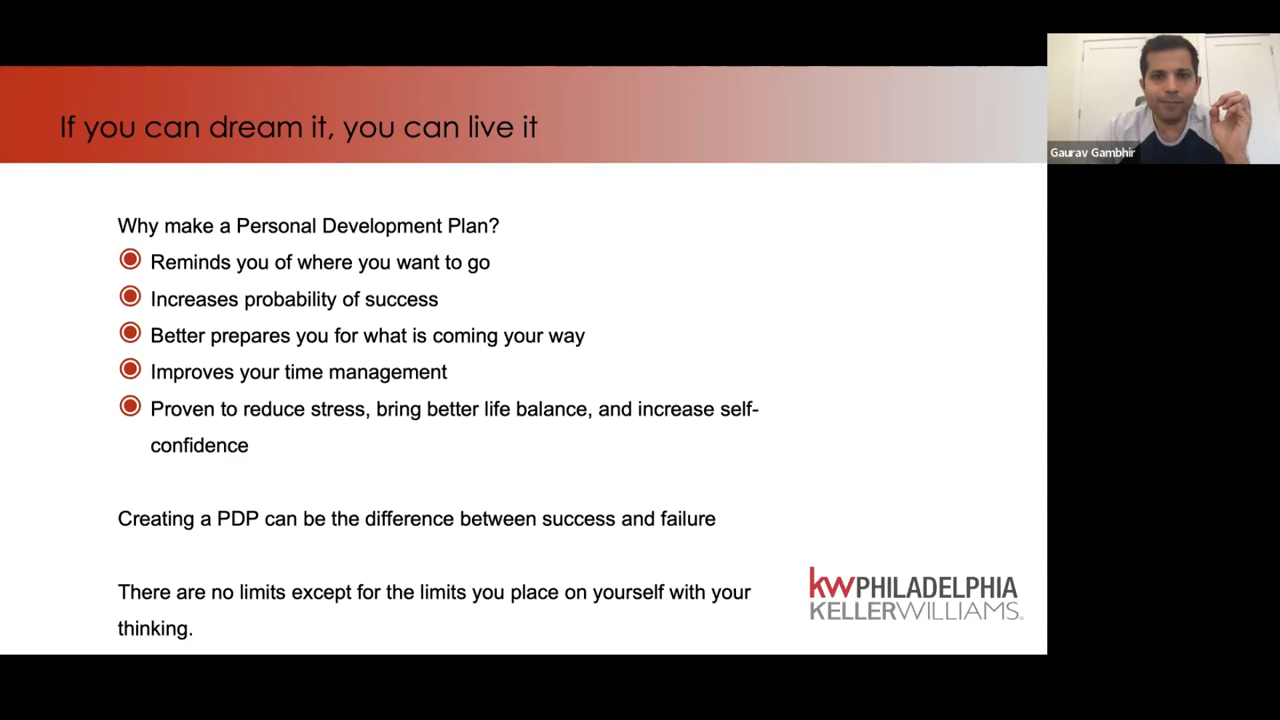 If you can dream it, you can live it
Gaurav Gambhir
Why make a Personal Development Plan?
Reminds you of where you want to go
Increases probability of success
Better prepares you for what is coming your way
Improves your time management
Proven to reduce stress, bring better life balance, and increase self-
confidence
Creating a PDP can be the difference between success and failure
There are no limits except for the limits you place on yourself with your
thinking.
kwPHILADELPHIA
KELLERWILLIAMS®